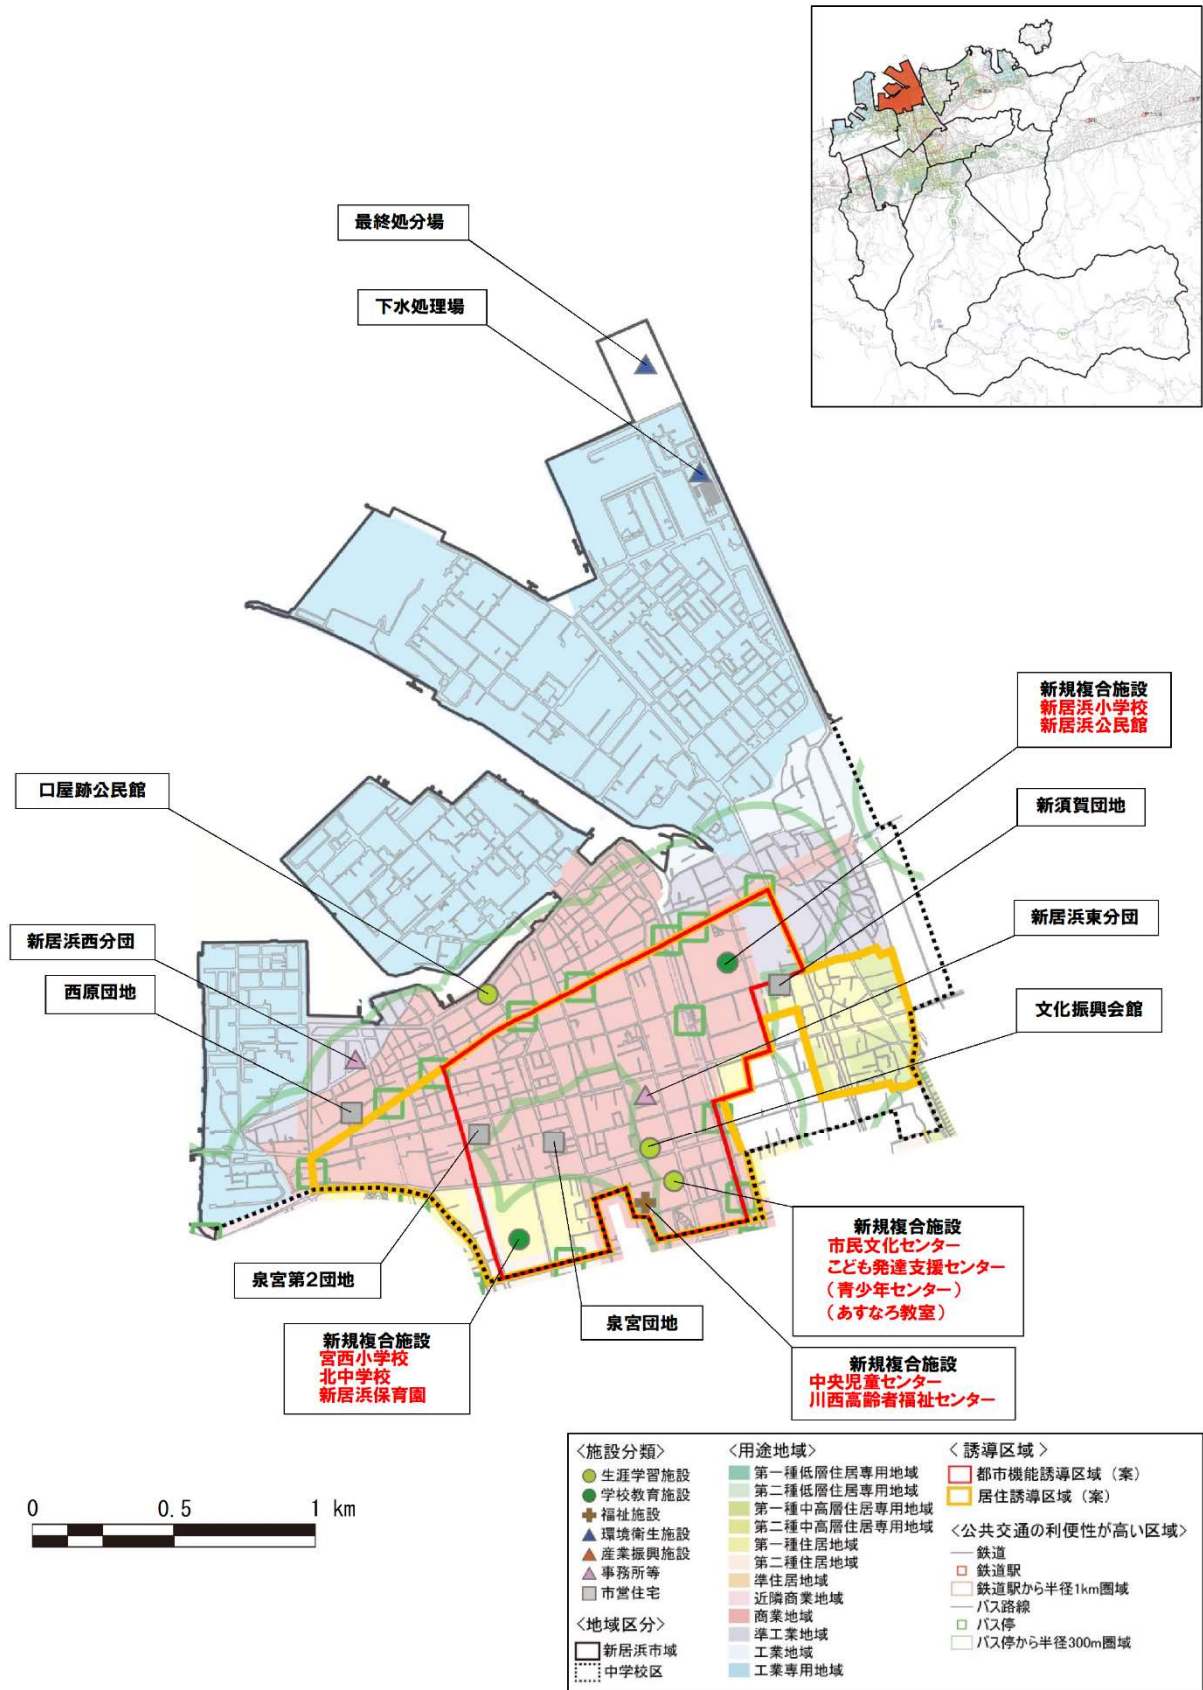 最終処分場
下水処理場
新規複合施設
新居浜小学校
新居浜公民館
口屋跡公民館
新須賀団地
新居浜西分団
新居浜東分団
西原団地
文化振興会館
泉宮第2団地
泉宮団地
新規複合施設
宮西小学校
北中学校
新居浜保育園
新規複合施設
市民文化センター
こども発達支援センター
(青少年センター)
(あすなろ教室)
新規複合施設
中央児童センター
川西高齢者福祉センター
0 0.5 1 km
<施設分類>
生涯学習施設
学校教育施設
福祉施設
環境衛生施設
産業振興施設
事務所等
市営住宅
<地域区分>
新居浜市域
中学校区
<用途地域>
第一種低層住居専用地域
第二種低層住居専用地域
第一種中高層住居専用地域
第二種中高層住居専用地域
第一種住居地域
第二種住居地域
準住居地域
近隣商業地域
商業地域
準工業地域
工業地域
工業専用地域
<誘導区域>
都市機能誘導区域(案)
居住誘導区域(案)
<公共交通の利便性が高い区域>
鉄道
鉄道駅
鉄道駅から半径1km圏域
バス路線
バス停
バス停から半径300m圏域